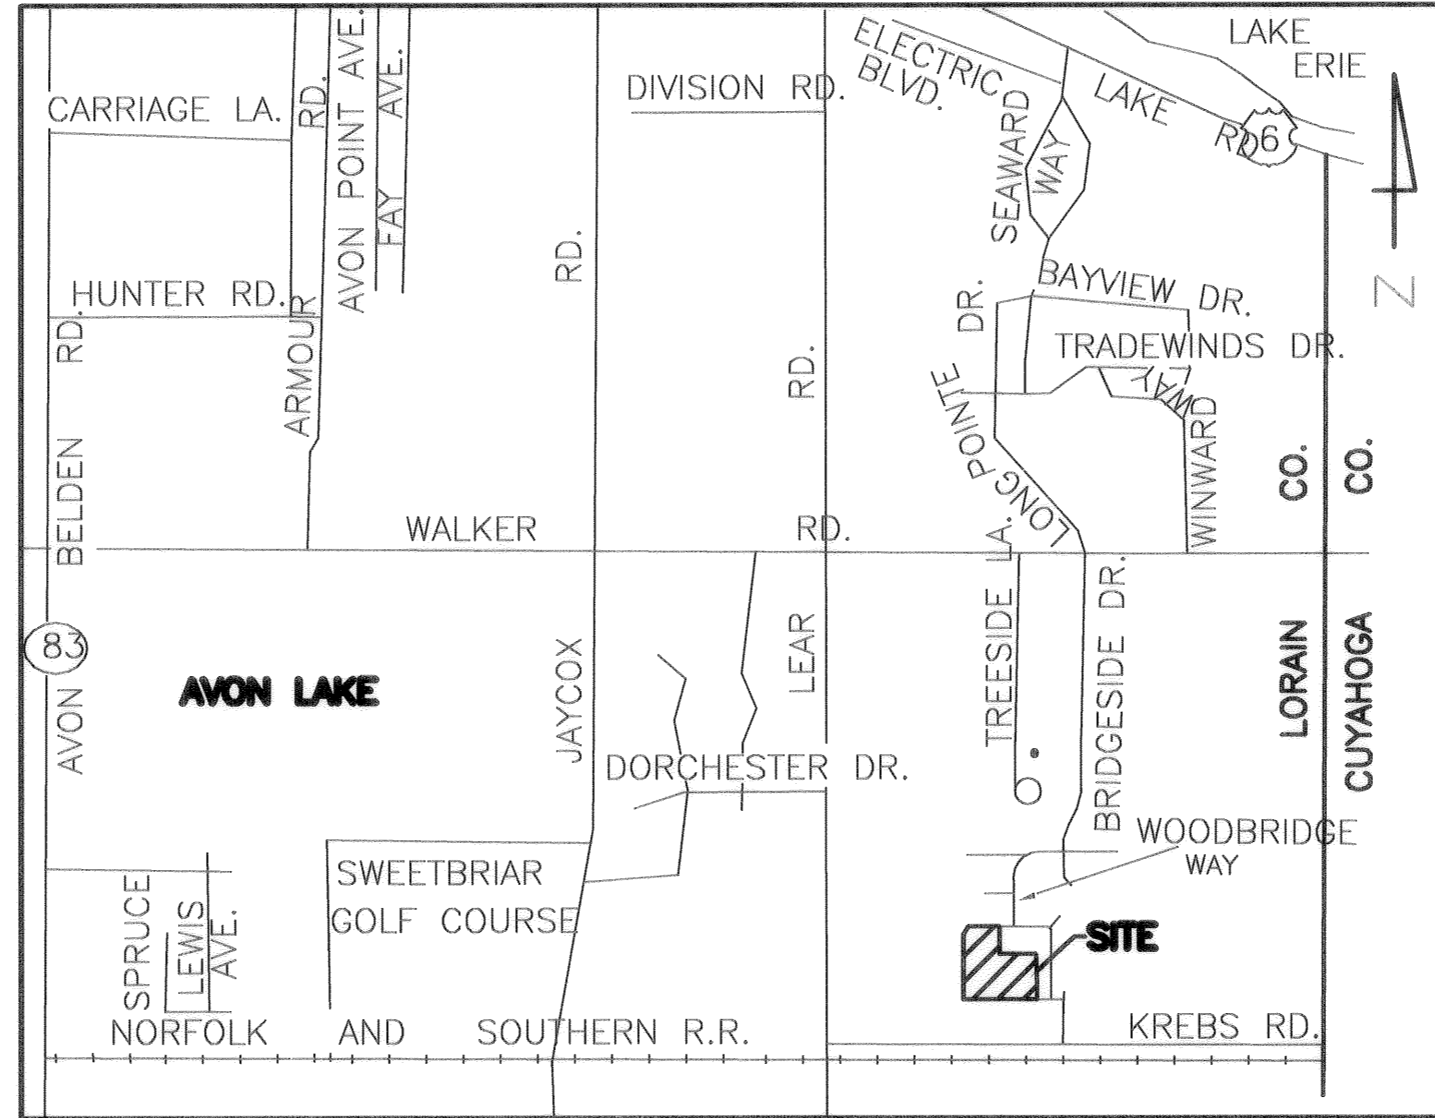 LAKE
ERIE
ELECTRIC
BLVD.
LAKE RD
6
CARRIAGE LA.
RD.
AVON POINT AVE.
FAY AVE.
DIVISION RD.
SEAWARD
WAY
N
HUNTER RD.
ARMOUR
RD.
BAYVIEW DR.
TRADEWINDS DR.
WAY
WINWARD
LONG POINTE DR.
RD.
AVON BELDEN RD.
WALKER RD.
83
AVON LAKE
JAYCOX
LEAR
TREESIDE LA.
BRIDGESIDE DR.
LORAIN CO.
CUYAHOGA CO.
DORCHESTER DR.
WOODBRIDGE
WAY
SWEETBRIAR
GOLF COURSE
SPRUCE
LEWIS
AVE.
SITE
NORFOLK AND SOUTHERN R.R.
KREBS RD.